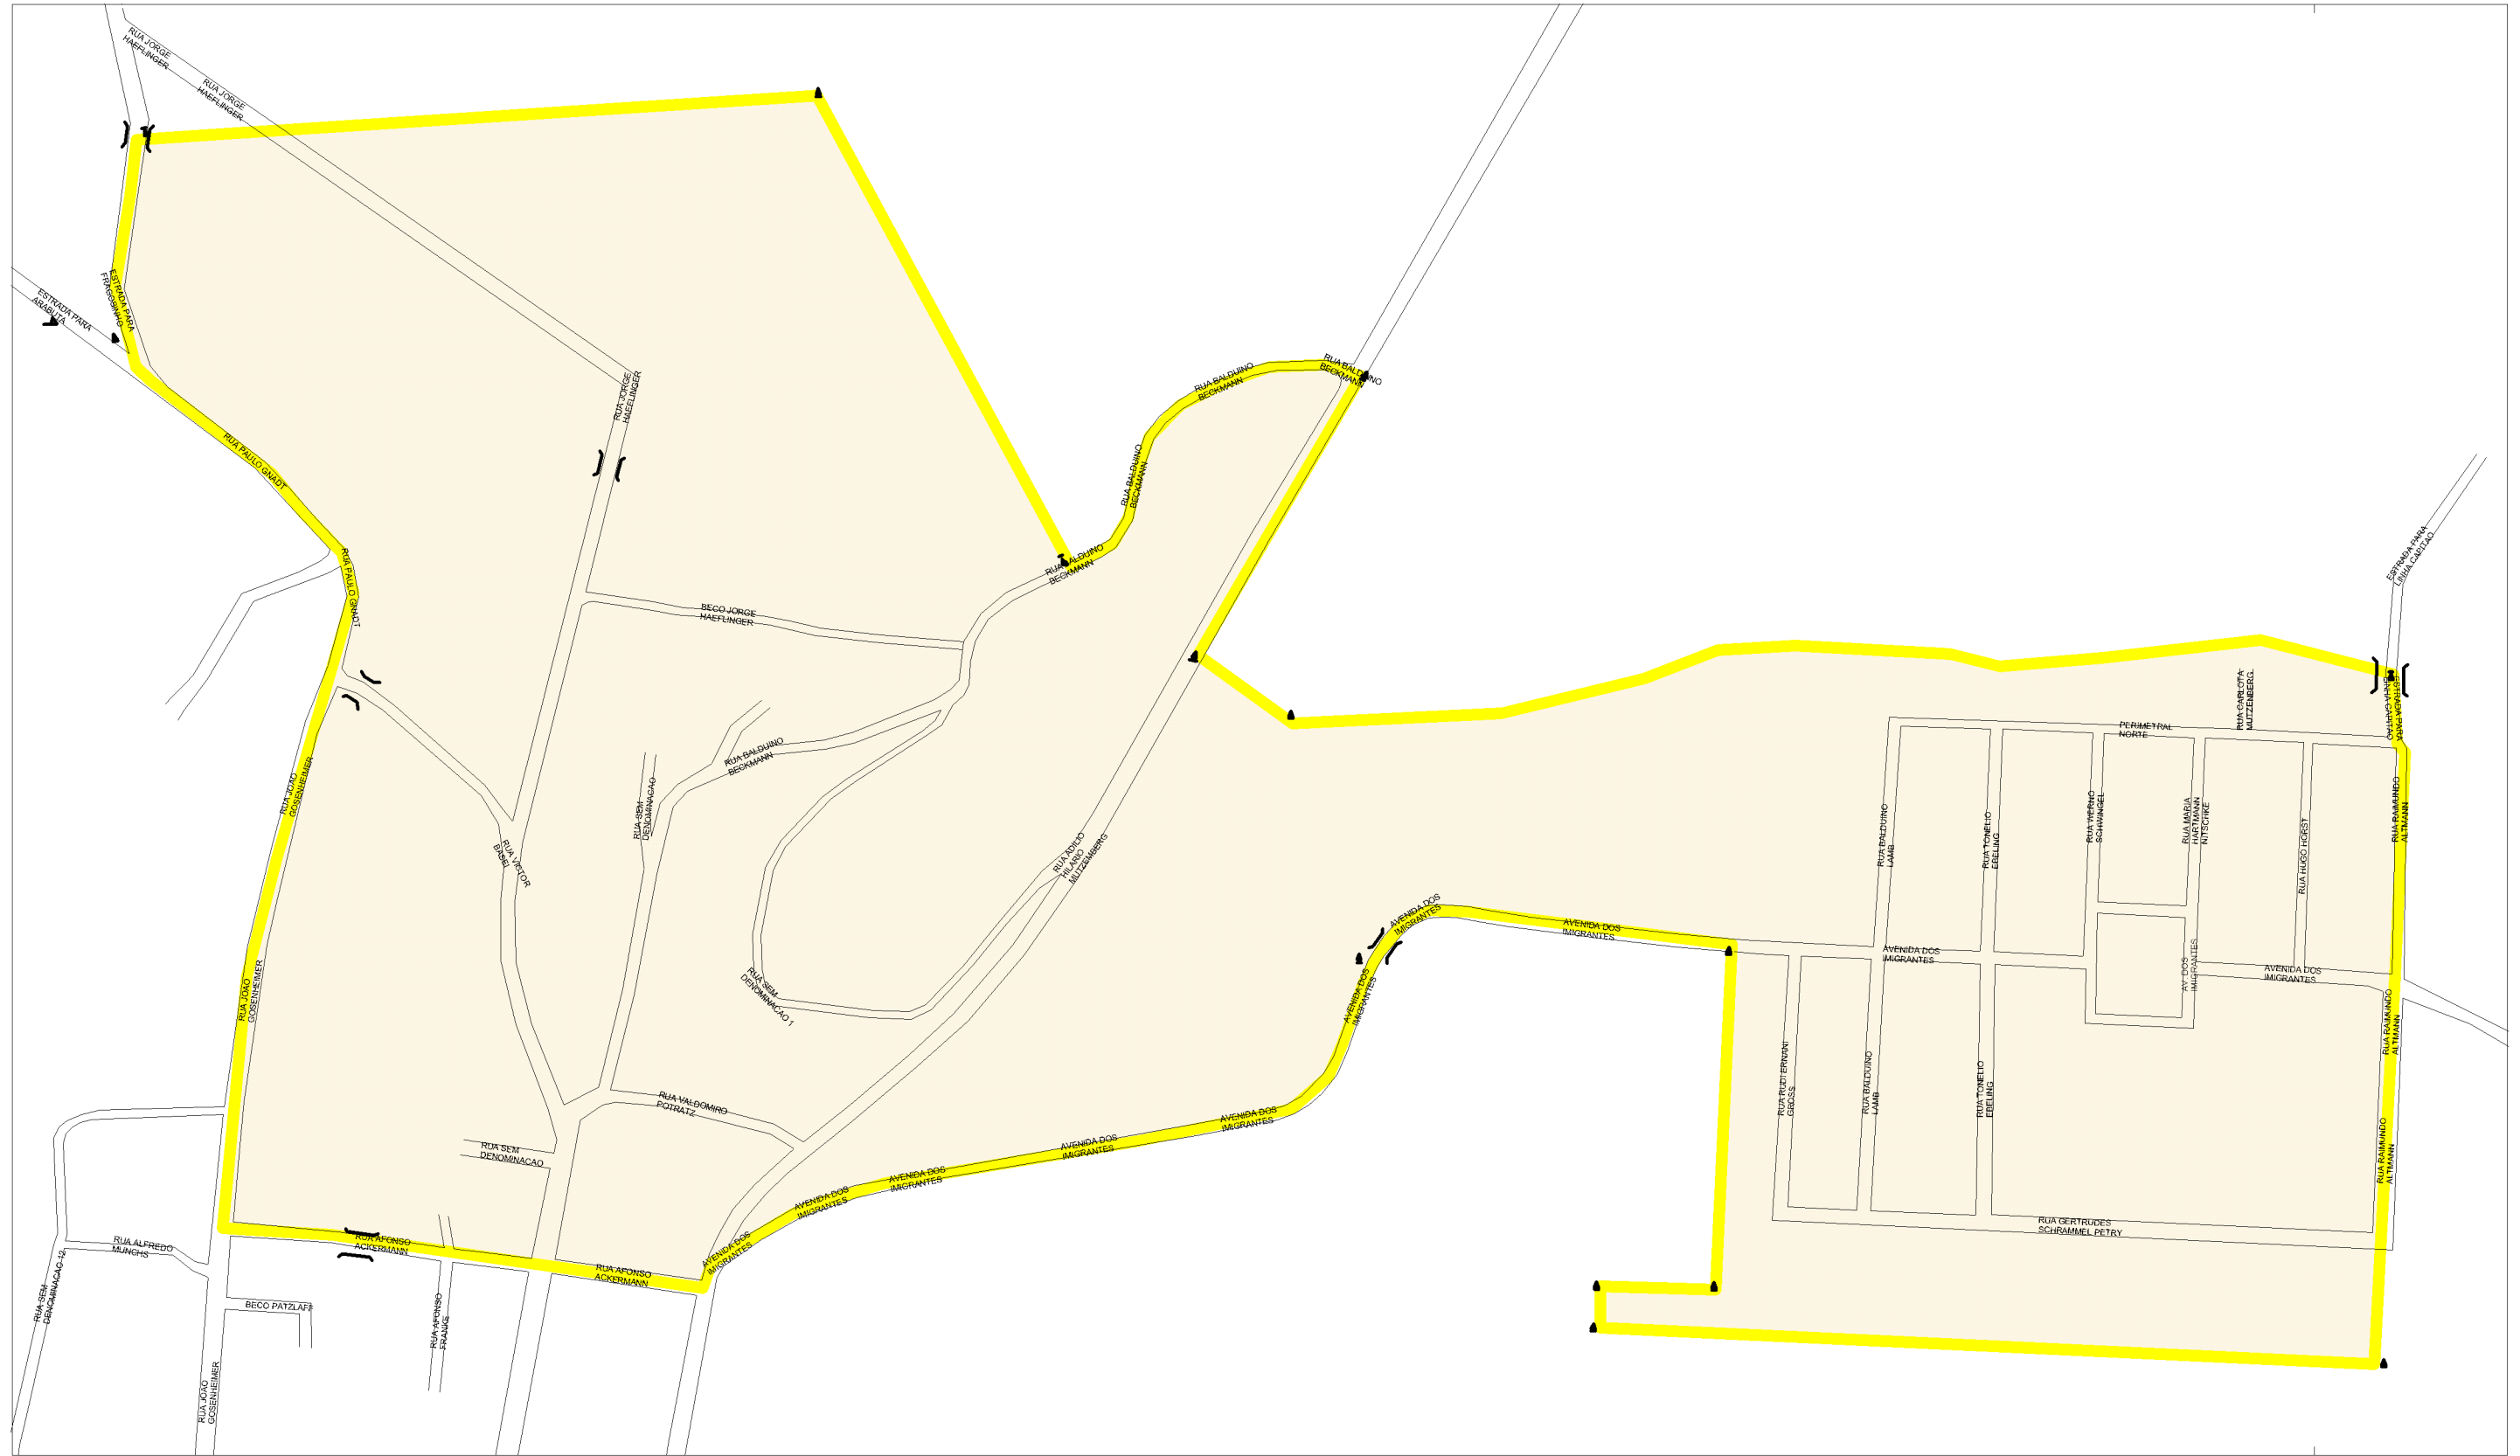 RUA JORGE
HAEFLINGER
RUA JORGE
HAEFLINGER
ESTRADA PARA
FRAGOSINHO
ESTRADA PARA
ARABUTA
RUA JORGE
HAEFLINGER
RUA BALDUINO
BECKMANN
RUA BALDUINO
BECKMANN
RUA PAULO GNADT
RUA BALDUINO
BECKMANN
RUA BALDUINO
BECKMANN
RUA PAULO GNADT
BECO JORGE
HAEFLINGER
ESTRADA PARA
LINHA CAPITAO
ESTRADA PARA
LINHA CAPITAO
RUA CARLOTA
MUTZENBERG
PERIMETRAL
NORTE
RUA BALDUINO
BECKMANN
RUA JOAO
GOSENHEIMER
RUA SEM
DENOMINACAO
RUA VICTOR
BASEI
RUA ADILIO
HILARIO
MUTZEMBERG
RUA BALDUINO
LAMB
RUA TONELIO
EBELING
RUA WERNO
SCHWINGEL
RUA MARIA
HARTMANN
NITSCHKE
RUA HUGO HORST
RUA RAIMUNDO
ALTMANN
AVENIDA DOS
IMIGRANTES
AVENIDA DOS
IMIGRANTES
AVENIDA DOS
IMIGRANTES
AV DOS
IMIGRANTES
AVENIDA DOS
IMIGRANTES
RUA JOAO
GOSENHEIMER
RUA SEM
DENOMINACAO 1
AVENIDA DOS
IMIGRANTES
RUA RAIMUNDO
ALTMANN
RUA RUDI ERNANI
GROSS
RUA BALDUINO
LAMB
RUA TONELIO
EBELING
RUA VALDOMIRO
POTRATZ
RUA SEM
DENOMINACAO
AVENIDA DOS
IMIGRANTES
AVENIDA DOS
IMIGRANTES
AVENIDA DOS
IMIGRANTES
AVENIDA DOS
IMIGRANTES
AVENIDA DOS
IMIGRANTES
RUA RAIMUNDO
ALTMANN
RUA GERTRUDES
SCHRAMMEL PETRY
RUA ALFREDO
MUNCHS
RUA AFONSO
ACKERMANN
RUA AFONSO
ACKERMANN
RUA SEM
DENOMINACAO 12
BECO PATZLAFF
RUA AFONSO
FRANKE
RUA JOAO
GOSENHEIMER